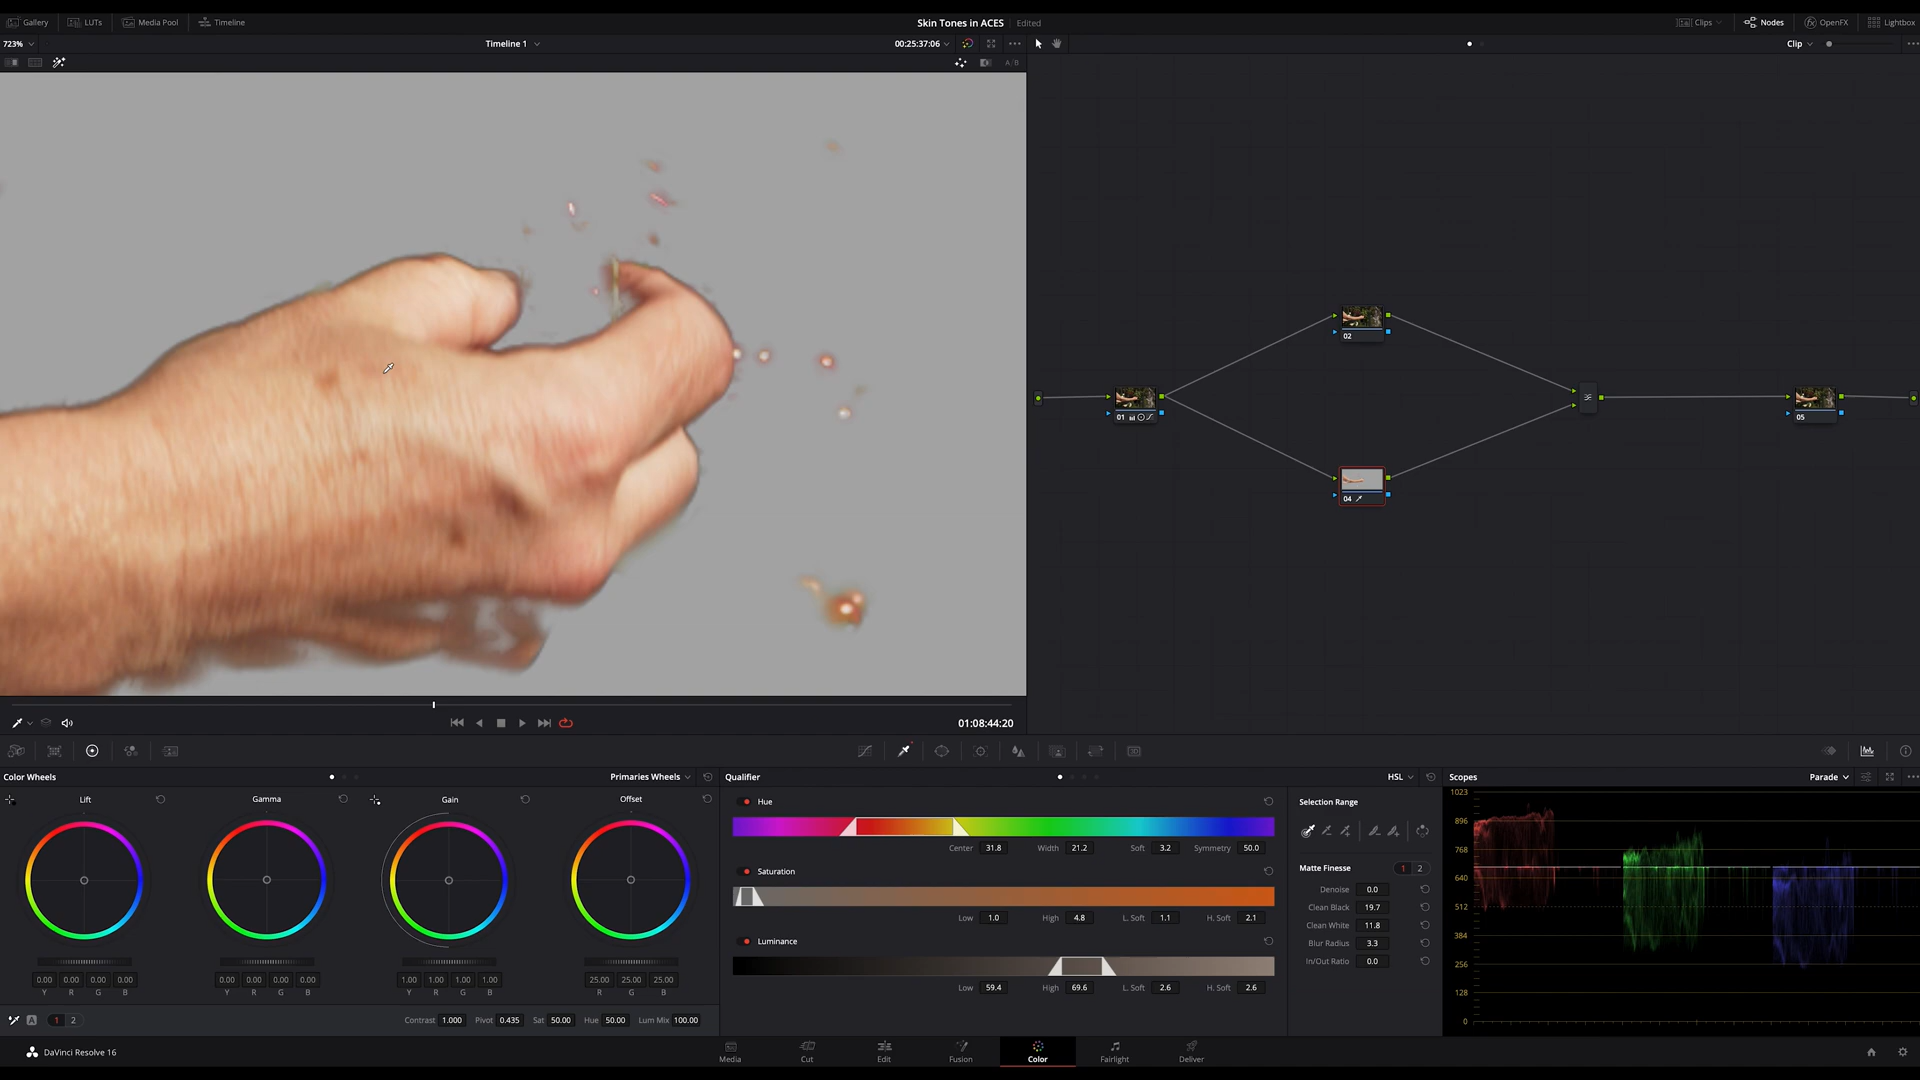 Gallery LUTs Media Pool Timeline Skin Tones in ACES Edited Clips Nodes OpenFX Lightbox
723% Timeline 1 00:25:37:06 Clip
A/B
02
01
05
04
01:08:44:20
Color Wheels Primaries Wheels Qualifier HSL Scopes Parade
Lift Gamma Gain Offset
Hue
Center 31.8 Width 21.2 Soft 3.2 Symmetry 50.0
Saturation
Low 1.0 High 4.8 L. Soft 1.1 H. Soft 2.1
Luminance
Low 59.4 High 69.6 L. Soft 2.6 H. Soft 2.6
Selection Range
Matte Finesse 1 2
Denoise 0.0
Clean Black 19.7
Clean White 11.8
Blur Radius 3.3
In/Out Ratio 0.0
1023
896
768
640
512
384
256
128
0
0.00 0.00 0.00 0.00 0.00 0.00 0.00 0.00 1.00 1.00 1.00 1.00 25.00 25.00 25.00
Y R G B Y R G B Y R G B R G B
A 1 2 Contrast 1.000 Pivot 0.435 Sat 50.00 Hue 50.00 Lum Mix 100.00
DaVinci Resolve 16 Media Cut Edit Fusion Color Fairlight Deliver